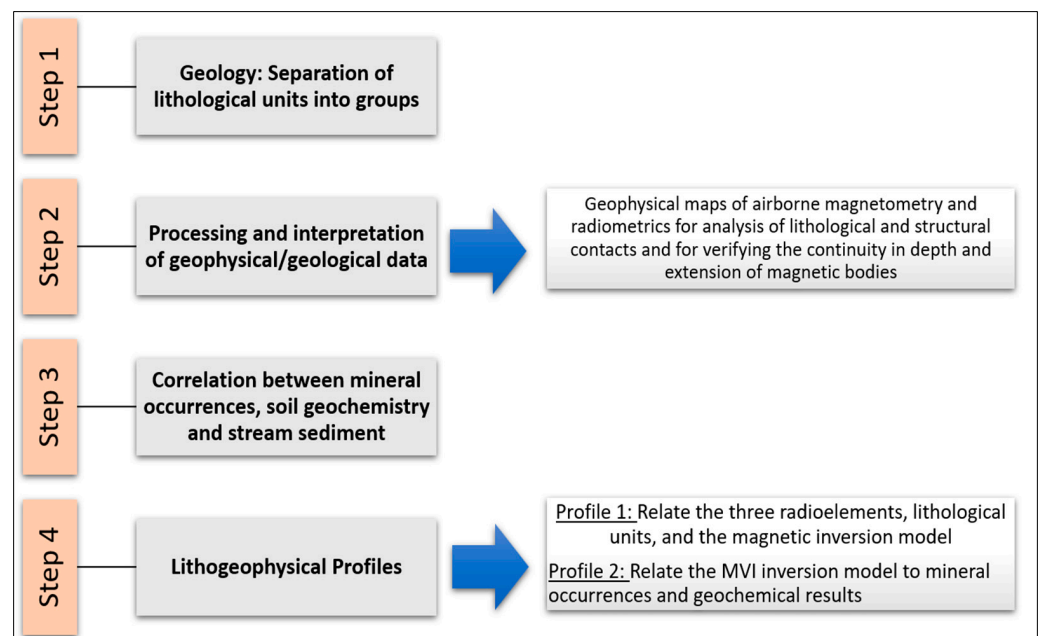 Step 1
Geology: Separation of
lithological units into groups
Step 2
Processing and interpretation
of geophysical/geological data
Geophysical maps of airborne magnetometry and
radiometrics for analysis of lithological and structural
contacts and for verifying the continuity in depth and
extension of magnetic bodies
Step 3
Correlation between mineral
occurrences, soil geochemistry
and stream sediment
Step 4
Lithogeophysical Profiles
Profile 1: Relate the three radioelements, lithological
units, and the magnetic inversion model
Profile 2: Relate the MVI inversion model to mineral
occurrences and geochemical results